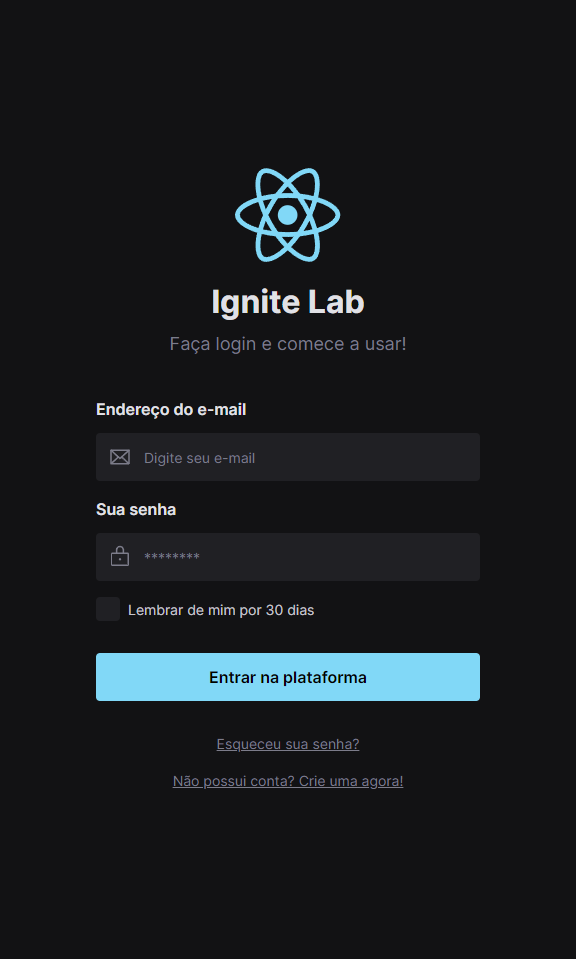 Ignite Lab
Faça login e comece a usar!
Endereço do e-mail
Digite seu e-mail
Sua senha
********
Lembrar de mim por 30 dias
Entrar na plataforma
Esqueceu sua senha?
Não possui conta? Crie uma agora!